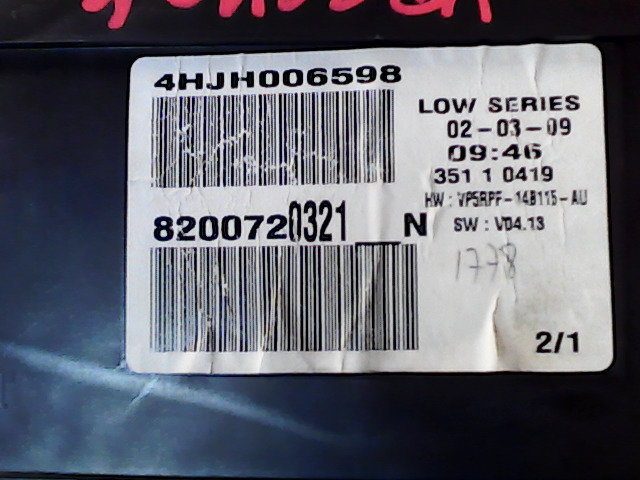 4HJH006598
LOW SERIES
02-03-09
09:46
351 1 0419
HW : VP5RPF-14B115-AU
SW : V04.13
8200720321__N
1778
2/1